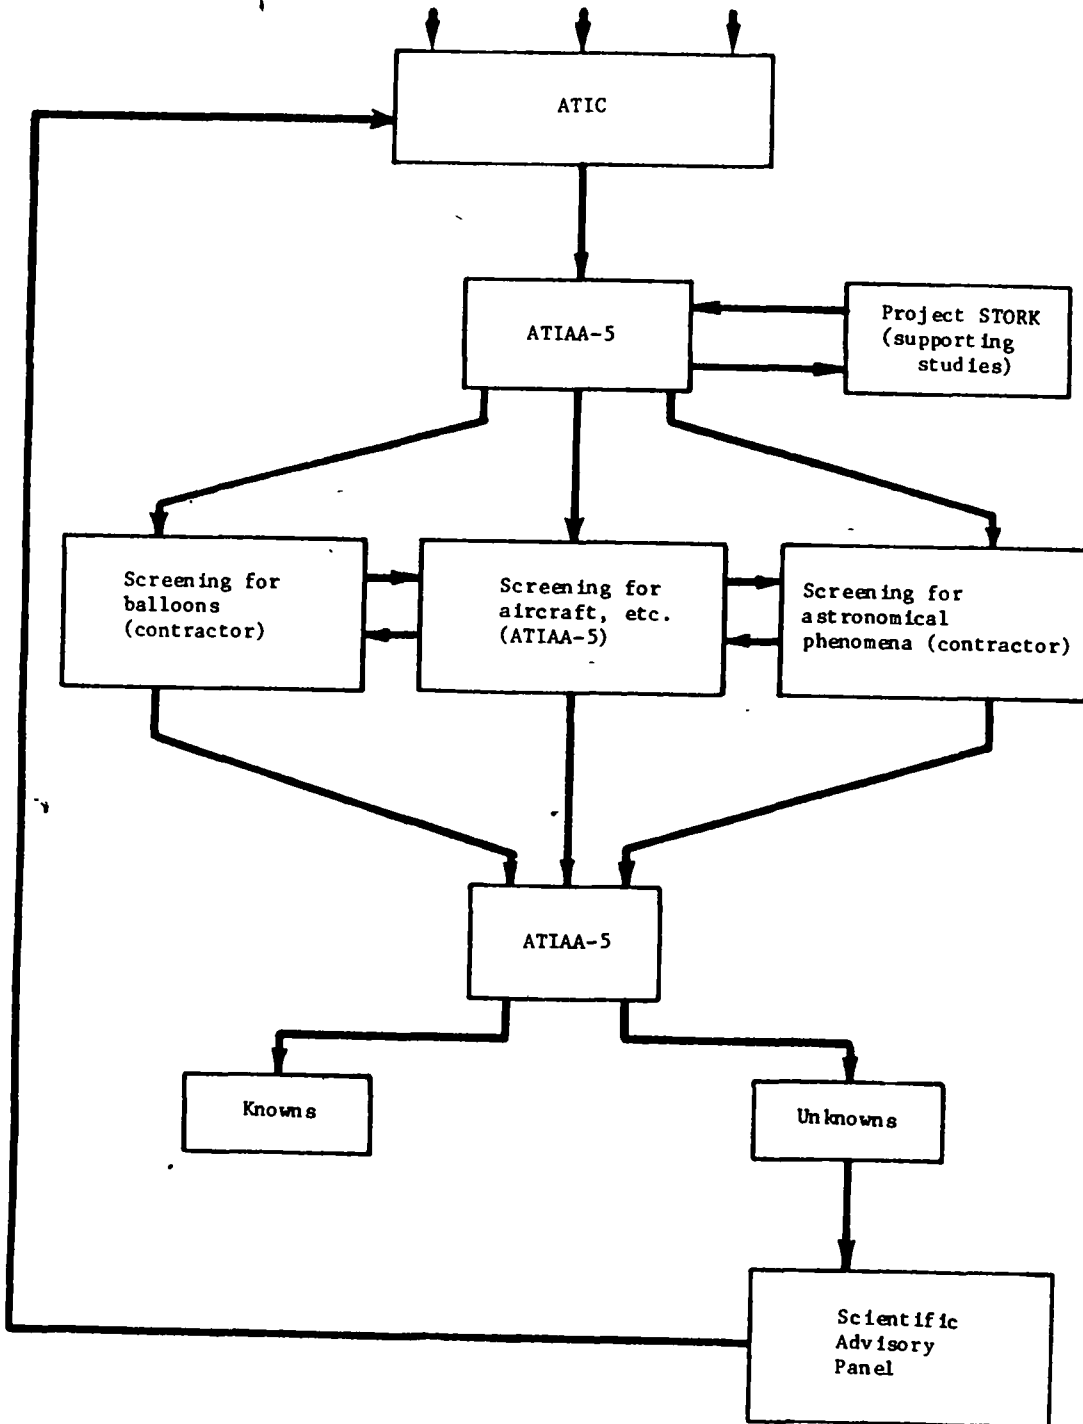 ATIC
ATIAA-5
Project STORK
(supporting
studies)
Screening for
balloons
(contractor)
Screening for
aircraft, etc.
(ATIAA-5)
Screening for
astronomical
phenomena (contractor)
ATIAA-5
Knowns
Unknowns
Scientific
Advisory
Panel